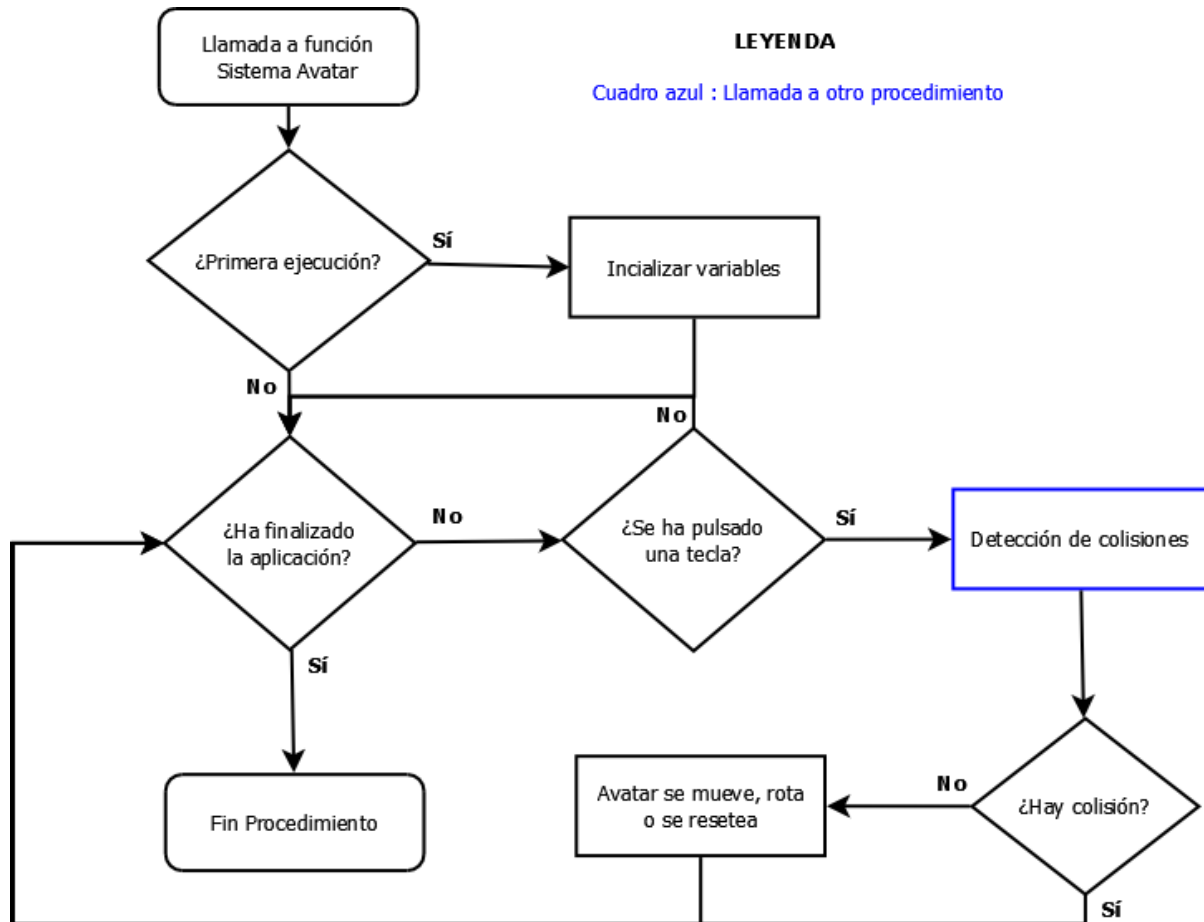 Llamada a función
Sistema Avatar
LEYENDA
Cuadro azul : Llamada a otro procedimiento
¿Primera ejecución?
Sí
Incializar variables
No
No
¿Ha finalizado
la aplicación?
No
¿Se ha pulsado
una tecla?
Sí
Detección de colisiones
Sí
Fin Procedimiento
Avatar se mueve, rota
o se resetea
No
¿Hay colisión?
Sí